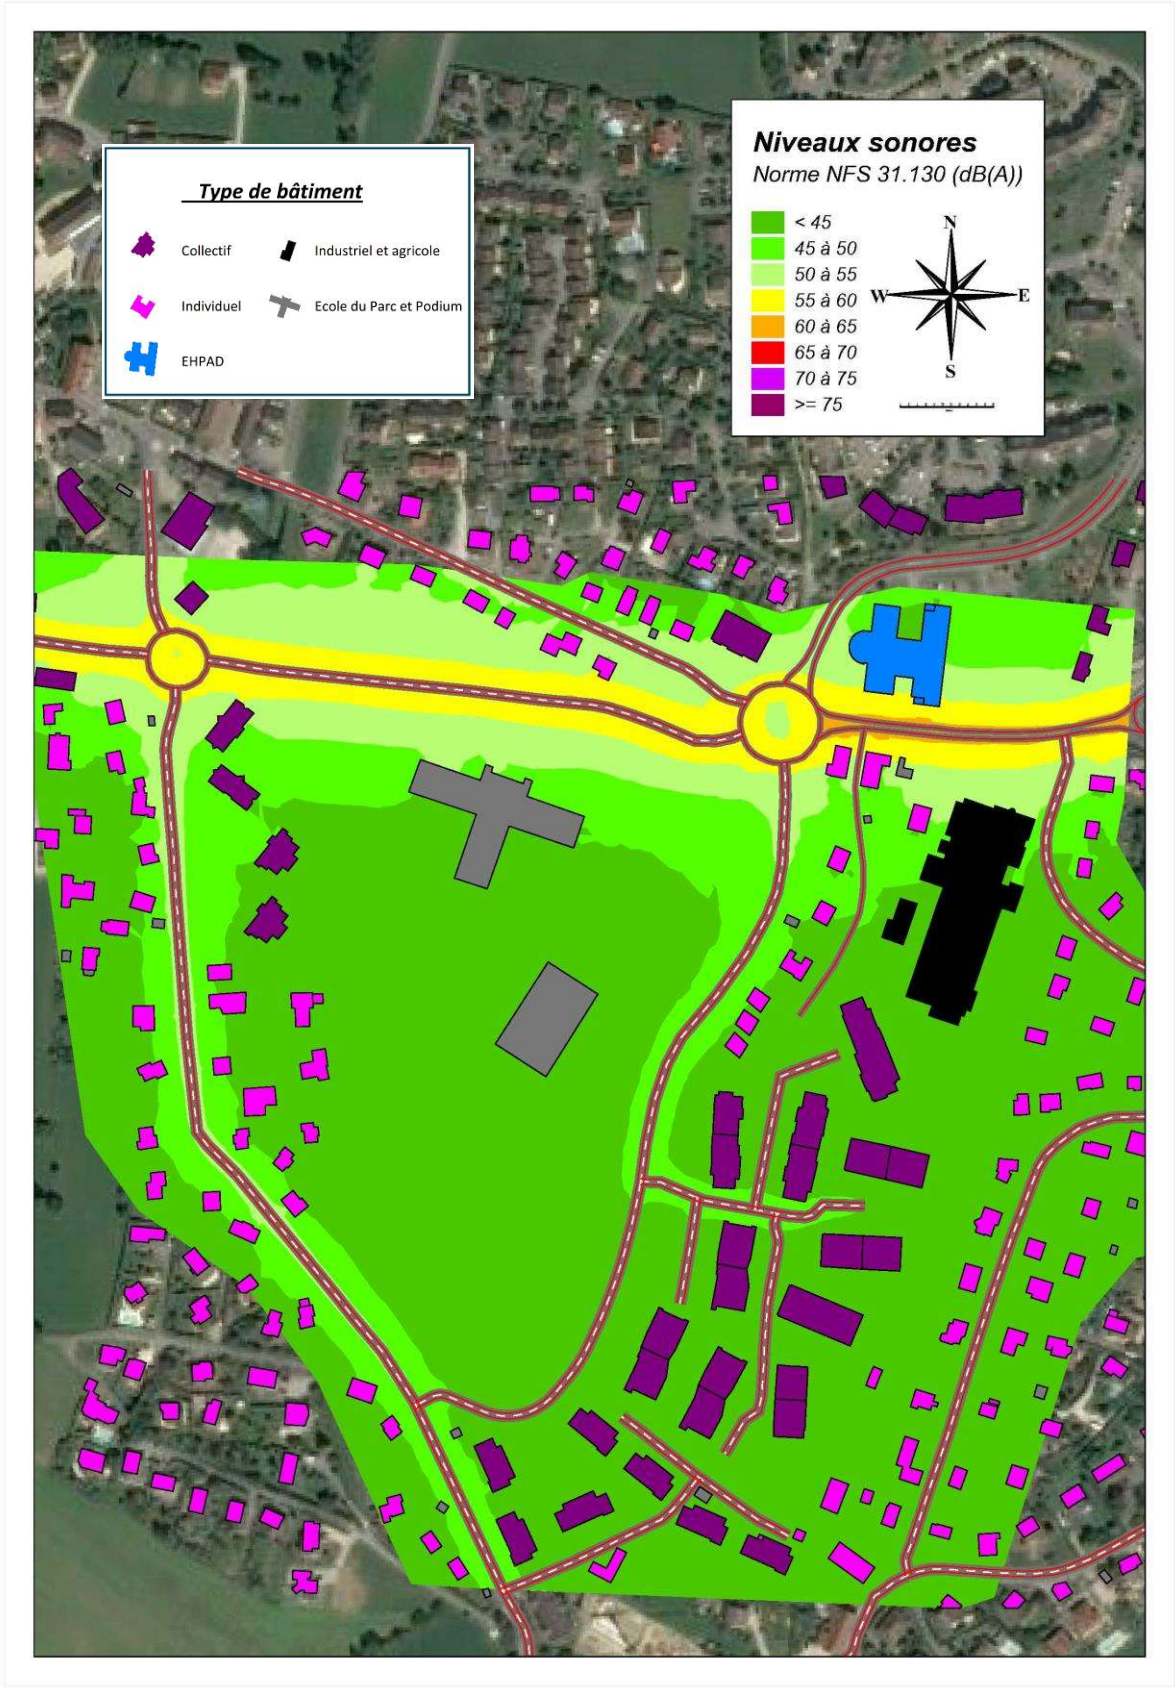 Type de bâtiment
Collectif
Industriel et agricole
Individuel
Ecole du Parc et Podium
EHPAD
Niveaux sonores
Norme NFS 31.130 (dB(A))
< 45
45 à 50
50 à 55
55 à 60
60 à 65
65 à 70
70 à 75
>= 75
N
W
E
S